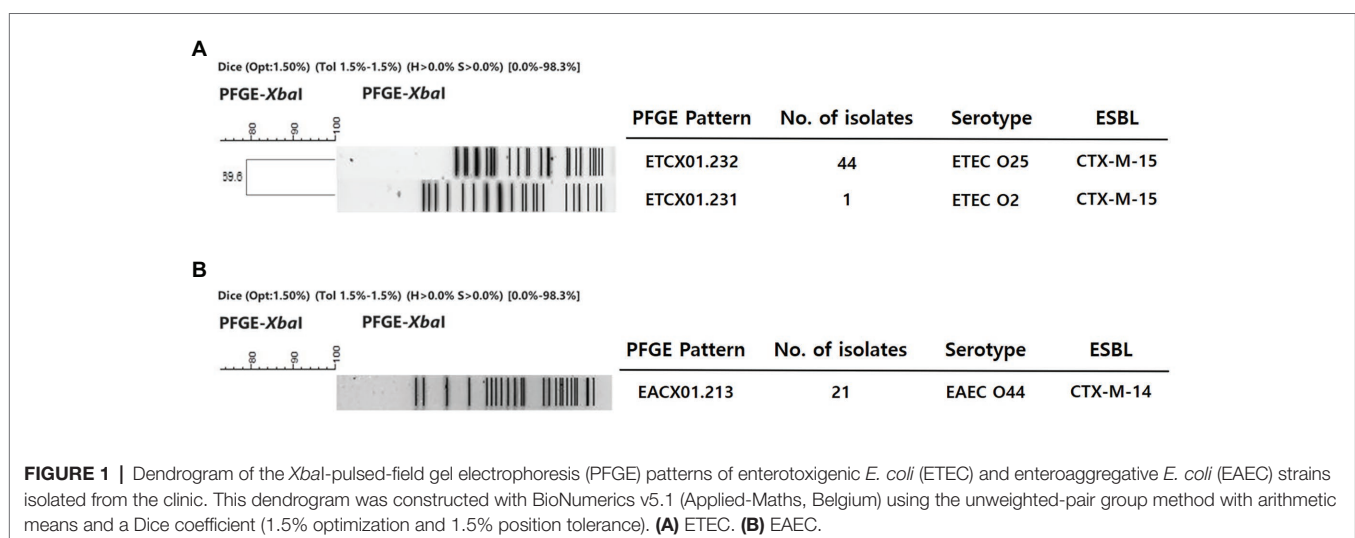 A
Dice (Opt:1.50%) (Tol 1.5%-1.5%) (H>0.0% S>0.0%) [0.0%-98.3%]
PFGE-XbaI PFGE-XbaI
80 90 100
PFGE Pattern No. of isolates Serotype ESBL
ETCX01.232 44 ETEC O25 CTX-M-15
ETCX01.231 1 ETEC O2 CTX-M-15
B
Dice (Opt:1.50%) (Tol 1.5%-1.5%) (H>0.0% S>0.0%) [0.0%-98.3%]
PFGE-XbaI PFGE-XbaI
80 90 100
PFGE Pattern No. of isolates Serotype ESBL
EACX01.213 21 EAEC O44 CTX-M-14
FIGURE 1 | Dendrogram of the XbaI-pulsed-field gel electrophoresis (PFGE) patterns of enterotoxigenic E. coli (ETEC) and enteroaggregative E. coli (EAEC) strains
isolated from the clinic. This dendrogram was constructed with BioNumerics v5.1 (Applied-Maths, Belgium) using the unweighted-pair group method with arithmetic
means and a Dice coefficient (1.5% optimization and 1.5% position tolerance). (A) ETEC. (B) EAEC.